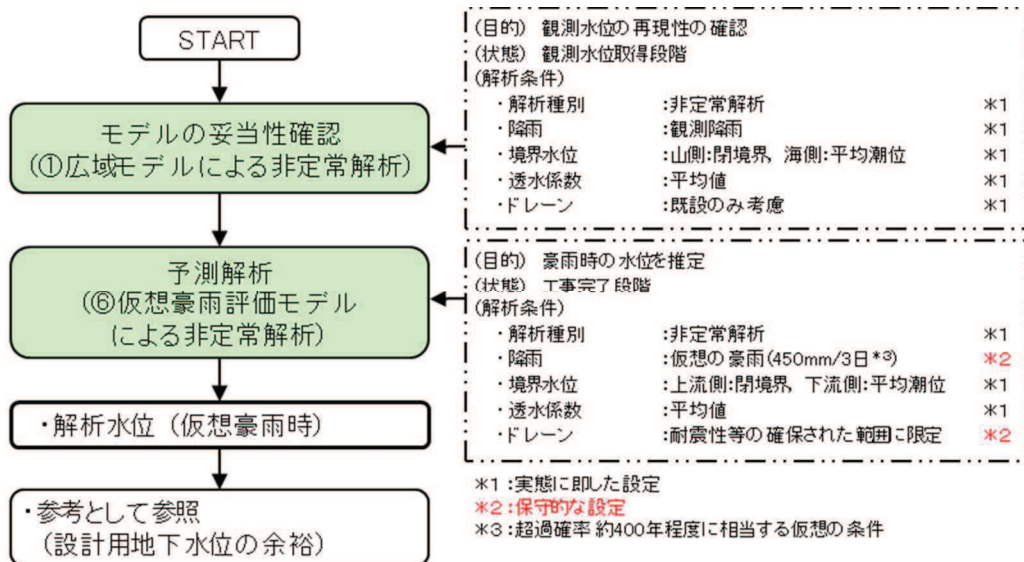 START
モデルの妥当性確認
(①広域モデルによる非定常解析)
予測解析
(⑥仮想豪雨評価モデル
による非定常解析)
・解析水位（仮想豪雨時）
・参考として参照
（設計用地下水位の余裕）
(目的) 観測水位の再現性の確認
(状態) 観測水位取得段階
(解析条件)
・解析種別 :非定常解析 *1
・降雨 :観測降雨 *1
・境界水位 :山側:閉境界, 海側:平均潮位 *1
・透水係数 :平均値 *1
・ドレーン :既設のみ考慮 *1
(目的) 豪雨時の水位を推定
(状態) 工事完了段階
(解析条件)
・解析種別 :非定常解析 *1
・降雨 :仮想の豪雨(450mm/3日*3) *2
・境界水位 :上流側:閉境界, 下流側:平均潮位 *1
・透水係数 :平均値 *1
・ドレーン :耐震性等の確保された範囲に限定 *2
*1:実態に即した設定
*2:保守的な設定
*3:超過確率 約400年程度に相当する仮想の条件